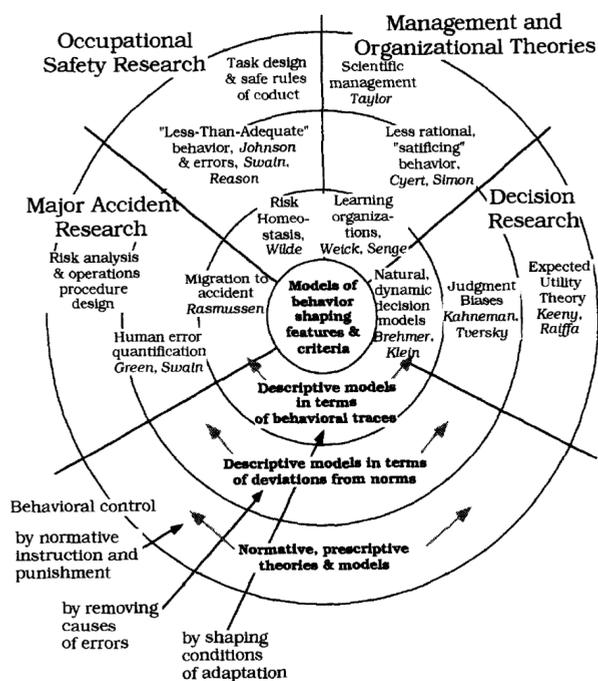 Occupational
Safety Research
Management and
Organizational Theories
Task design
& safe rules
of coduct
Scientific
management
Taylor
"Less-Than-Adequate"
behavior, Johnson
& errors, Swain,
Reason
Less rational,
"satificing"
behavior,
Cyert, Simon
Major Accident
Research
Risk
Homeo-
stasis,
Wilde
Learning
organiza-
tions,
Weick, Senge
Decision
Research
Risk analysis
& operations
procedure
design
Migration to
accident
Rasmussen
Models of
behavior
shaping
features &
criteria
Natural,
dynamic
decision
models
Brehmer,
Klein
Judgment
Biases
Kahneman.
Tversky
Expected
Utility
Theory
Keeny,
Raiffa
Human error
quantification
Green, Swain
Descriptive models
in terms
of behavioral traces
Descriptive models in terms
of deviations from norms
Normative, prescriptive
theories & models
Behavioral control
by normative
instruction and
punishment
by removing
causes
of errors
by shaping
conditions
of adaptation